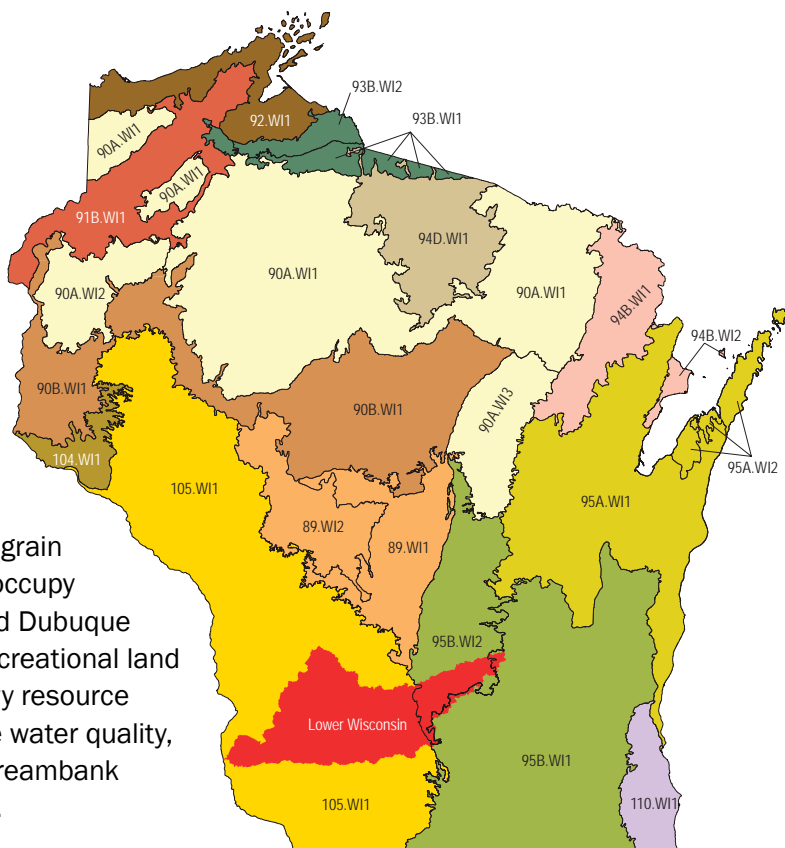 93B.WI2
93B.WI1
92.WI1
90A.WI1
90A.WI1
91B.WI1
94D.WI1
90A.WI1
90A.WI1
94B.WI1
90A.WI2
94B.WI2
90B.WI1
90B.WI1
90A.WI3
104.WI1
95A.WI2
105.WI1
95A.WI1
89.WI2
89.WI1
grain
occupy
d Dubuque
creational land
y resource
e water quality,
reambank
95B.WI2
Lower Wisconsin
95B.WI1
105.WI1
110.WI1